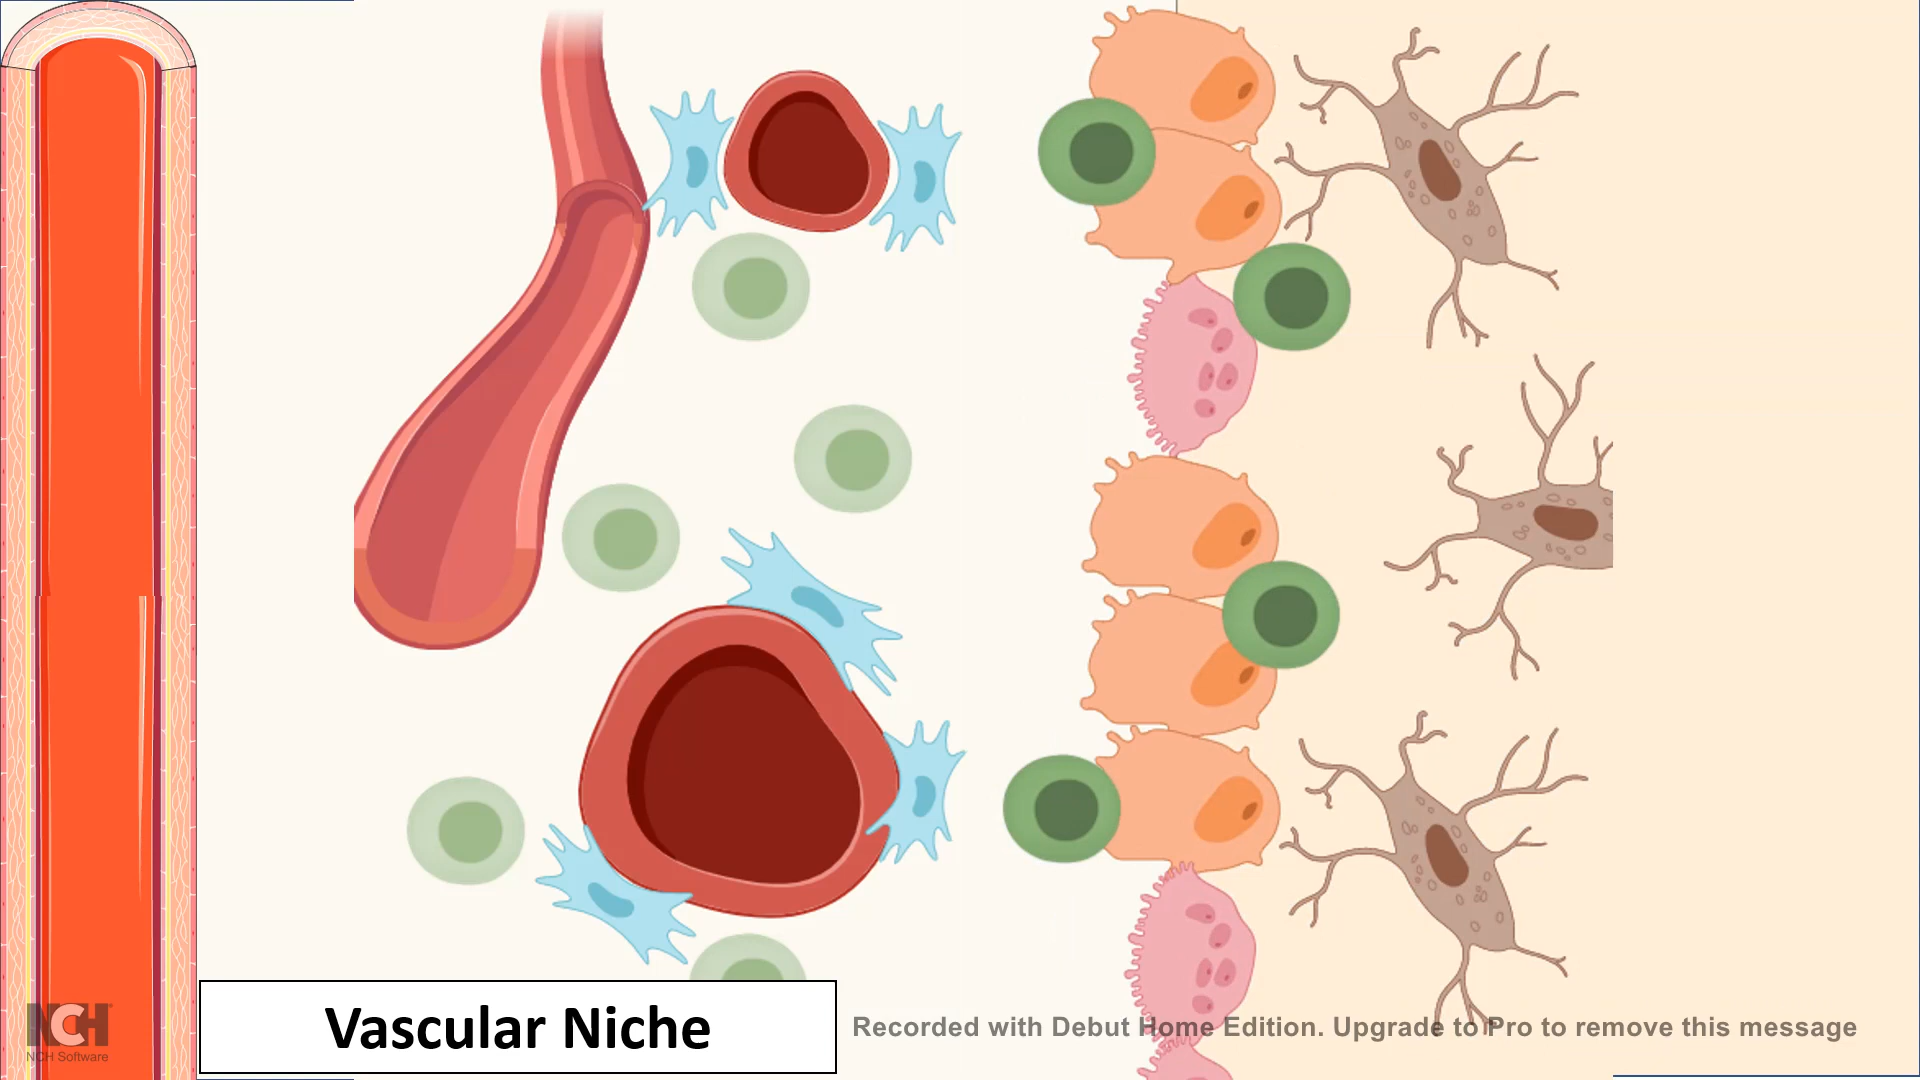 Vascular Niche
Recorded with Debut Home Edition. Upgrade to Pro to remove this message
NCH
NCH Software